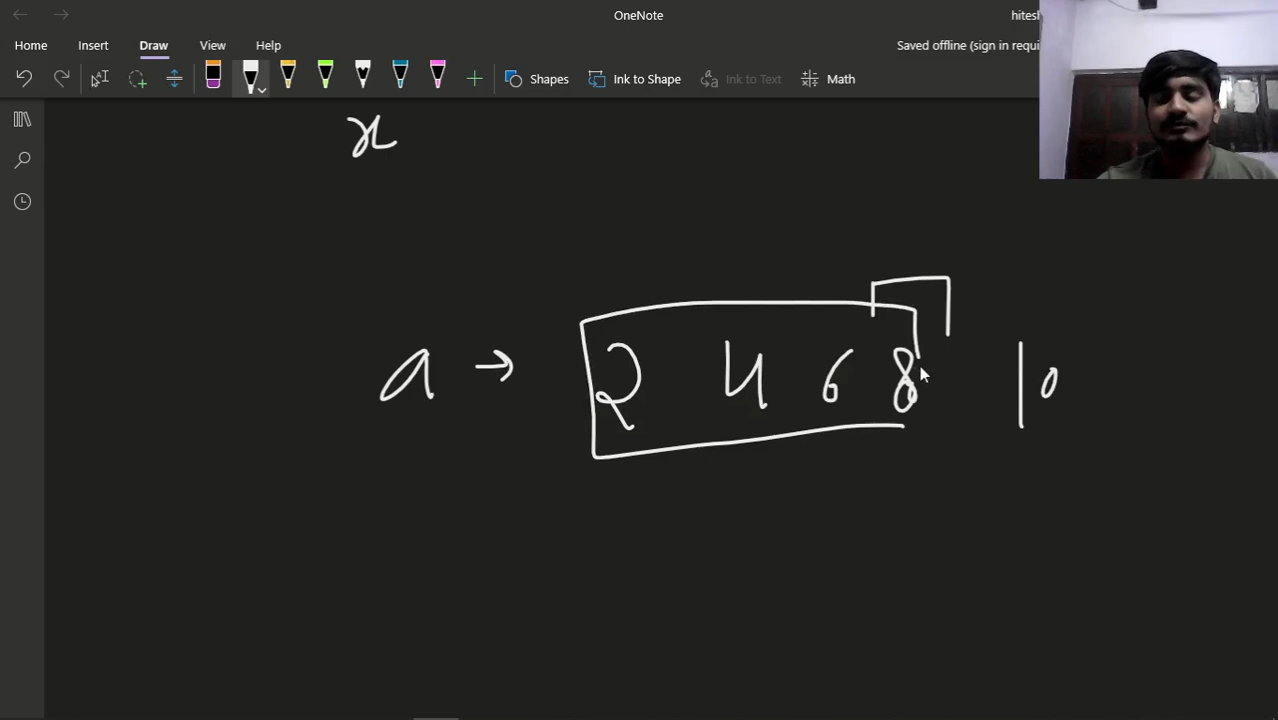 OneNote
hitesh
Home Insert Draw View Help
Saved offline (sign in requi
Shapes Ink to Shape Ink to Text Math
x
a → 2 4 6 8 10